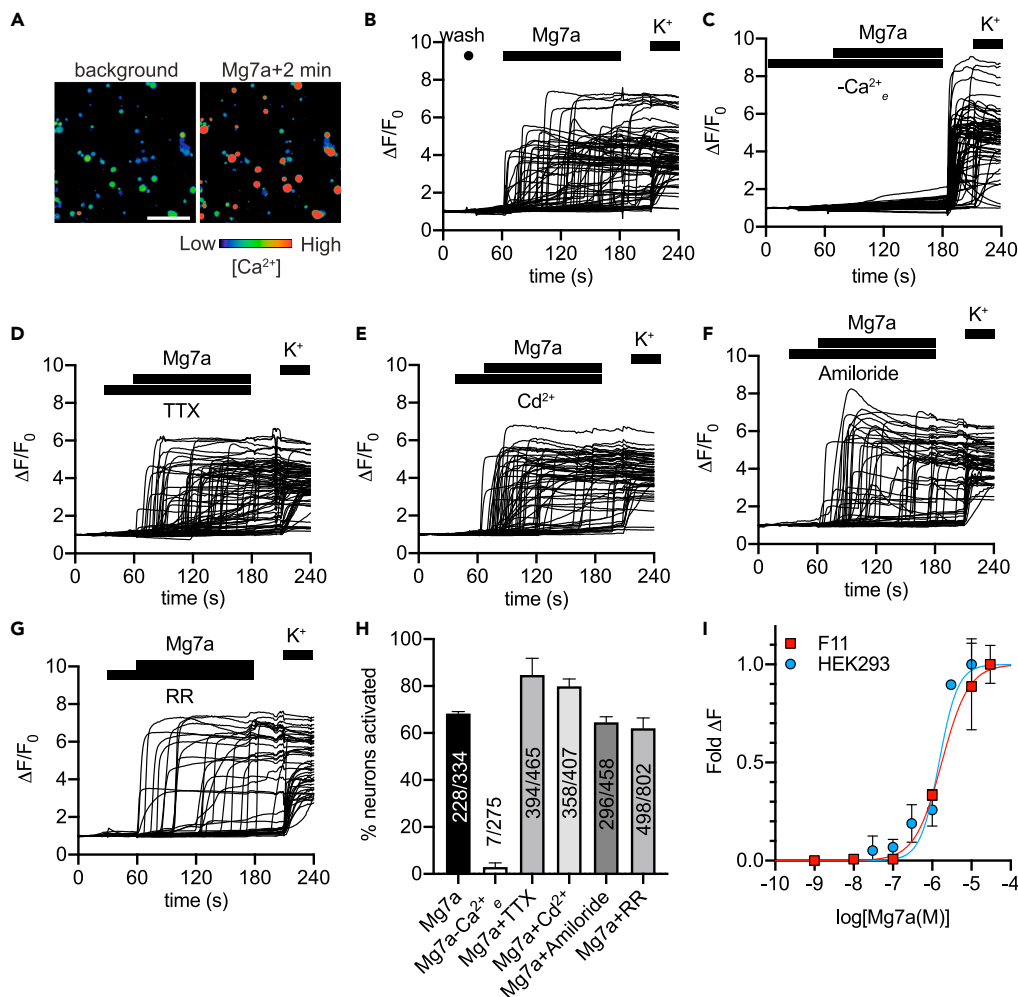 A
background
Mg7a+2 min
Low
High
[Ca²⁺]
B
wash
Mg7a
K⁺
ΔF/F₀
10
8
6
4
2
0
0 60 120 180 240
time (s)
C
Mg7a
K⁺
-Ca²⁺ₑ
ΔF/F₀
10
8
6
4
2
0
0 60 120 180 240
time (s)
D
Mg7a
K⁺
TTX
ΔF/F₀
10
8
6
4
2
0
0 60 120 180 240
time (s)
E
Mg7a
K⁺
Cd²⁺
ΔF/F₀
10
8
6
4
2
0
0 60 120 180 240
time (s)
F
Mg7a
K⁺
Amiloride
ΔF/F₀
10
8
6
4
2
0
0 60 120 180 240
time (s)
G
Mg7a
K⁺
RR
ΔF/F₀
10
8
6
4
2
0
0 60 120 180 240
time (s)
H
% neurons activated
100
80
60
40
20
0
228/334
7/275
394/465
358/407
296/458
498/802
Mg7a
Mg7a-Ca²⁺ₑ
Mg7a+TTX
Mg7a+Cd²⁺
Mg7a+Amiloride
Mg7a+RR
I
F11
HEK293
Fold ΔF
1.0
0.5
0.0
-10 -9 -8 -7 -6 -5 -4
log[Mg7a(M)]